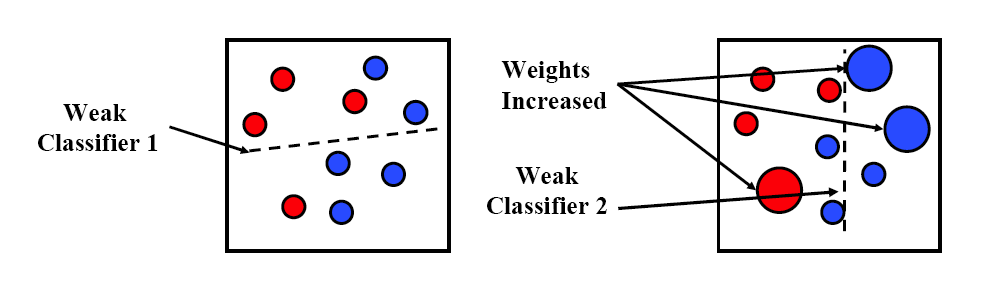 Weak
Classifier 1
Weights
Increased
Weak
Classifier 2